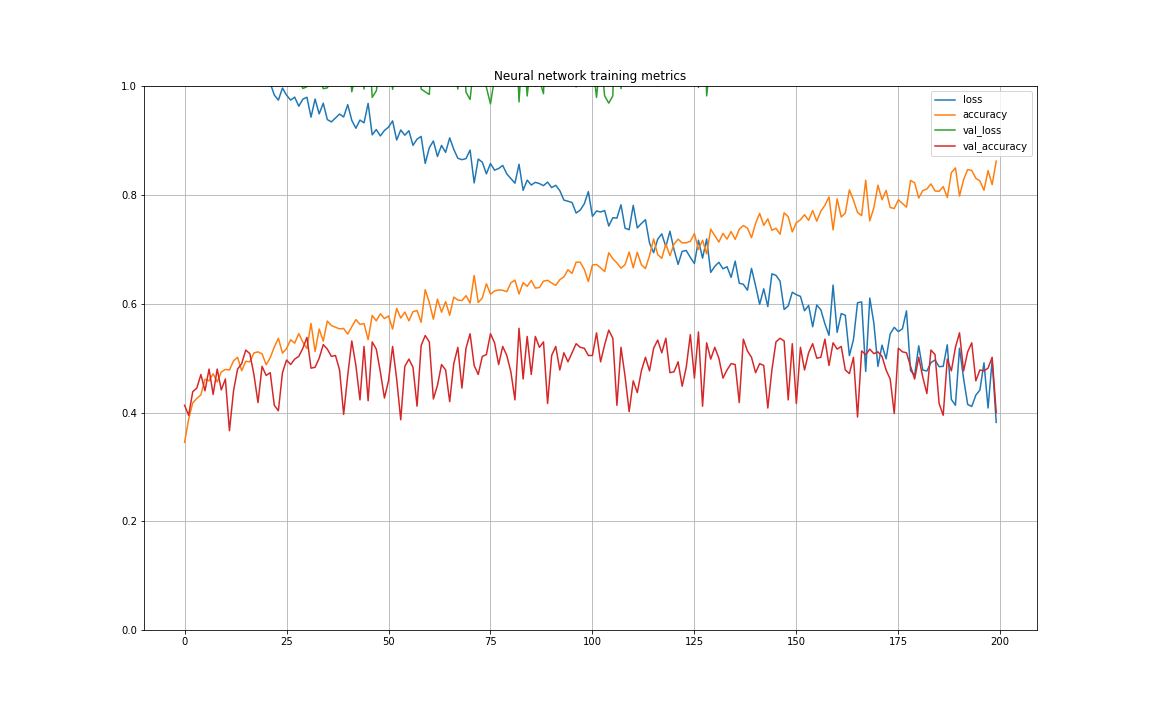 Neural network training metrics
1.0
0.8
0.6
0.4
0.2
0.0
0 25 50 75 100 125 150 175 200
loss
accuracy
val_loss
val_accuracy